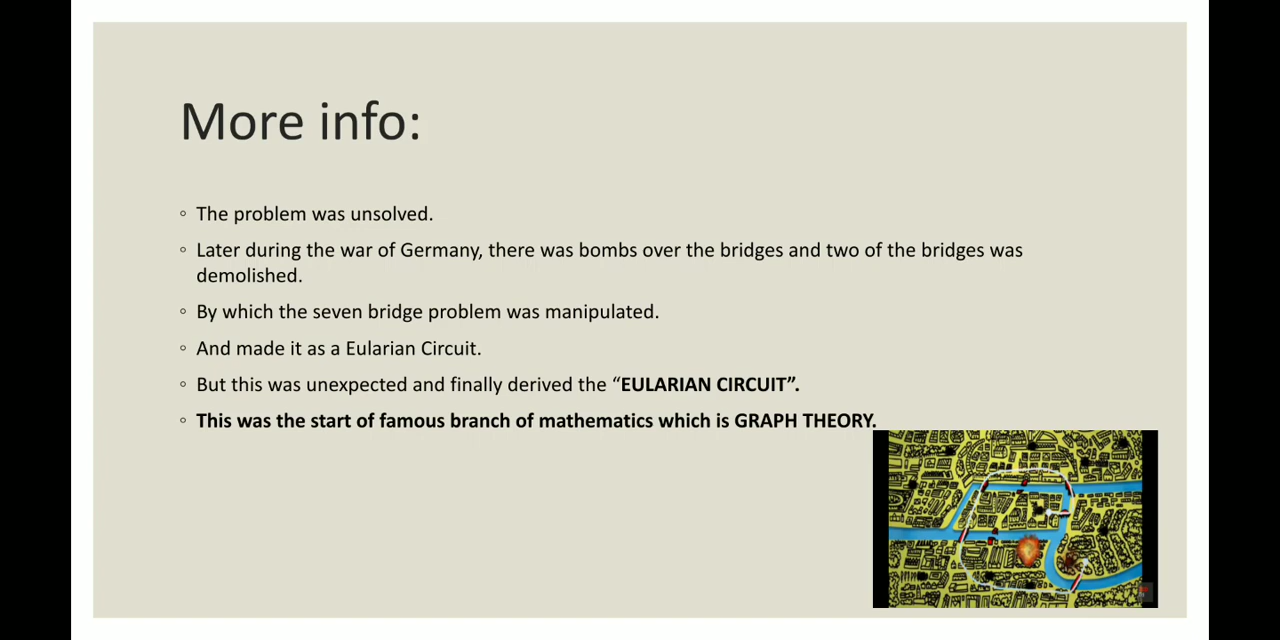 More info:
◦ The problem was unsolved.
◦ Later during the war of Germany, there was bombs over the bridges and two of the bridges was
demolished.
◦ By which the seven bridge problem was manipulated.
◦ And made it as a Eularian Circuit.
◦ But this was unexpected and finally derived the “EULARIAN CIRCUIT”.
◦ This was the start of famous branch of mathematics which is GRAPH THEORY.